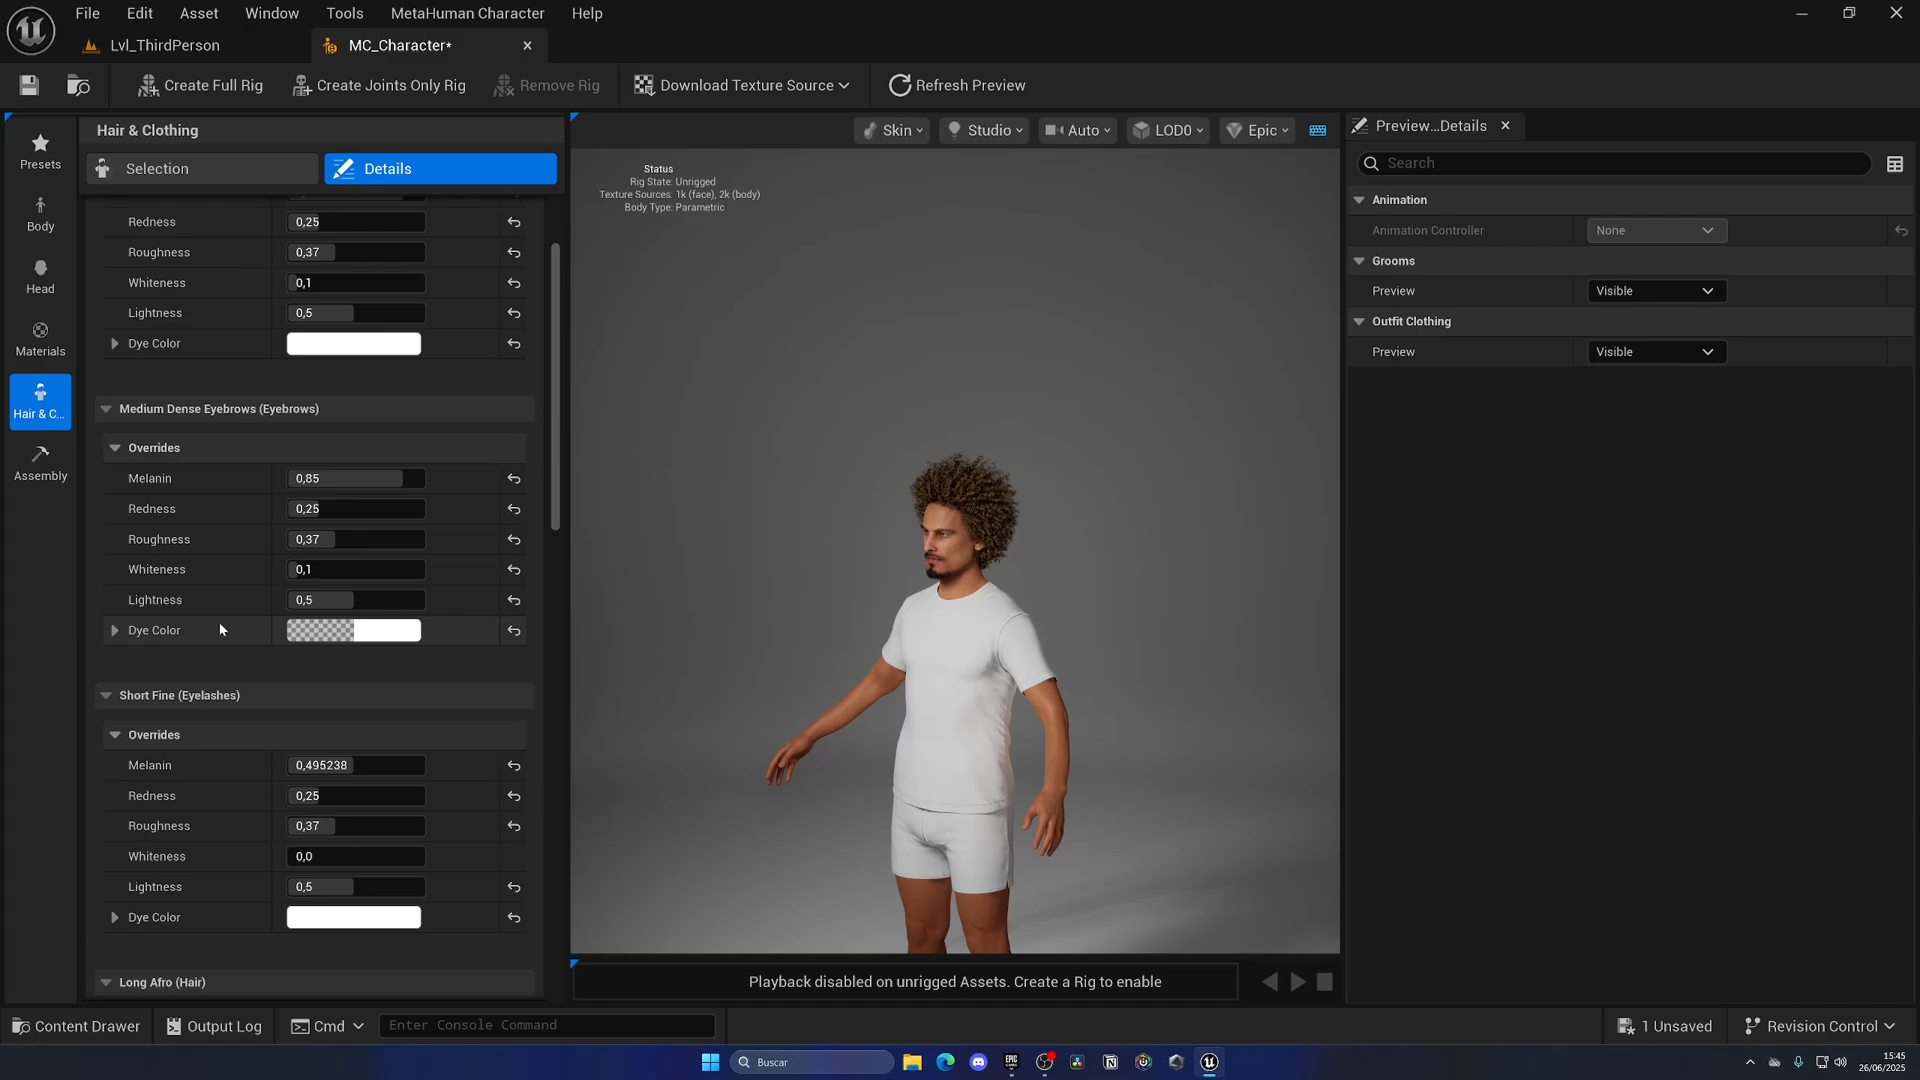 File Edit Asset Window Tools MetaHuman Character Help
Lvl_ThirdPerson MC_Character*
Create Full Rig Create Joints Only Rig Remove Rig Download Texture Source Refresh Preview
Presets
Body
Head
Materials
Hair & C...
Assembly
Hair & Clothing
Selection Details
Redness 0,25
Roughness 0,37
Whiteness 0,1
Lightness 0,5
Dye Color
Medium Dense Eyebrows (Eyebrows)
Overrides
Melanin 0,85
Redness 0,25
Roughness 0,37
Whiteness 0,1
Lightness 0,5
Dye Color
Short Fine (Eyelashes)
Overrides
Melanin 0,495238
Redness 0,25
Roughness 0,37
Whiteness 0,0
Lightness 0,5
Dye Color
Long Afro (Hair)
Skin Studio Auto LOD0 Epic
Status
Rig State: Unrigged
Texture Sources: 1k (face), 2k (body)
Body Type: Parametric
Playback disabled on unrigged Assets. Create a Rig to enable
Preview...Details
Search
Animation
Animation Controller None
Grooms
Preview Visible
Outfit Clothing
Preview Visible
Content Drawer Output Log Cmd Enter Console Command 1 Unsaved Revision Control
Buscar
EPIC
15:45
26/06/2025